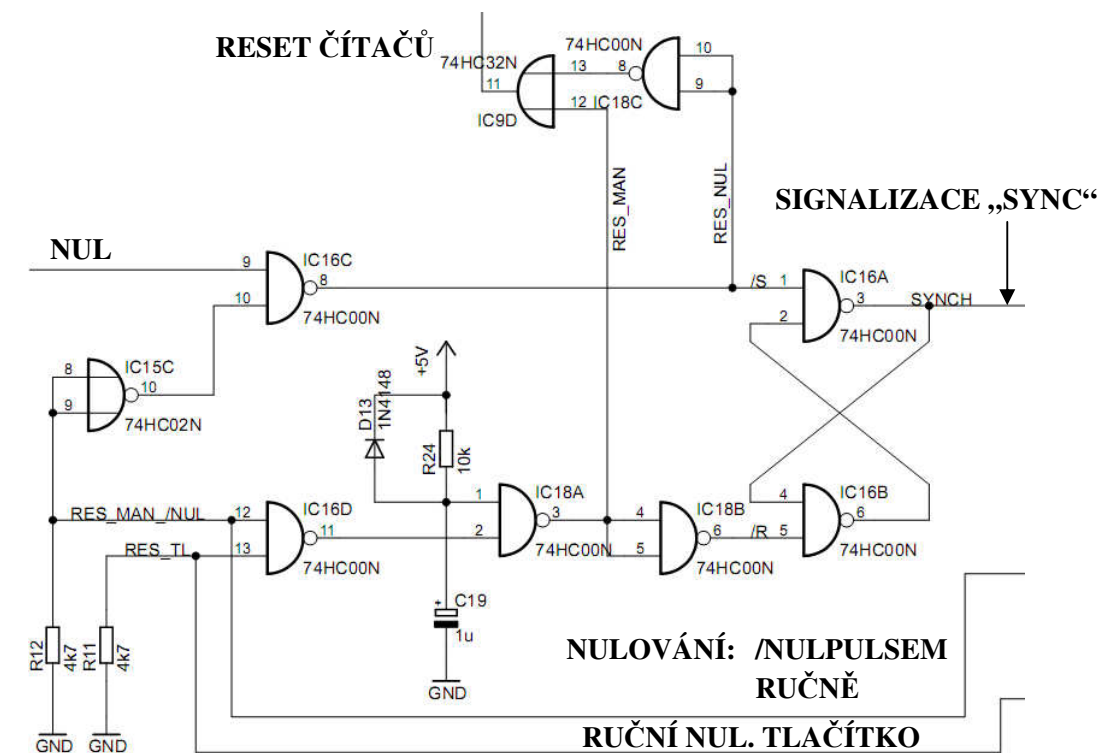 RESET ČÍTAČŮ
74HC00N
10
9
8
13
74HC32N
11
12
IC18C
IC9D
RES_MAN
RES_NUL
SIGNALIZACE „SYNC“
NUL
9
IC16C
8
10
74HC00N
/S
1
IC16A
3
SYNCH
2
74HC00N
8
IC15C
10
9
74HC02N
+5V
D13
1N4148
R24
10k
1
IC18A
3
2
74HC00N
RES_MAN_/NUL
12
IC16D
11
RES_TL
13
74HC00N
4
IC18B
6
5
74HC00N
/R
4
IC16B
6
5
74HC00N
+
C19
1u
GND
R12
4k7
R11
4k7
GND
GND
NULOVÁNÍ: /NULPULSEM
RUČNĚ
RUČNÍ NUL. TLAČÍTKO